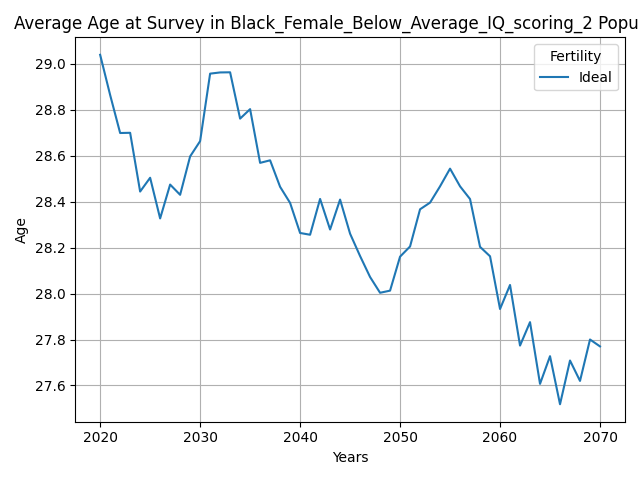 Average Age at Survey in Black_Female_Below_Average_IQ_scoring_2 Popu
Fertility
Ideal
29.0
28.8
28.6
28.4
28.2
28.0
27.8
27.6
Age
2020 2030 2040 2050 2060 2070
Years